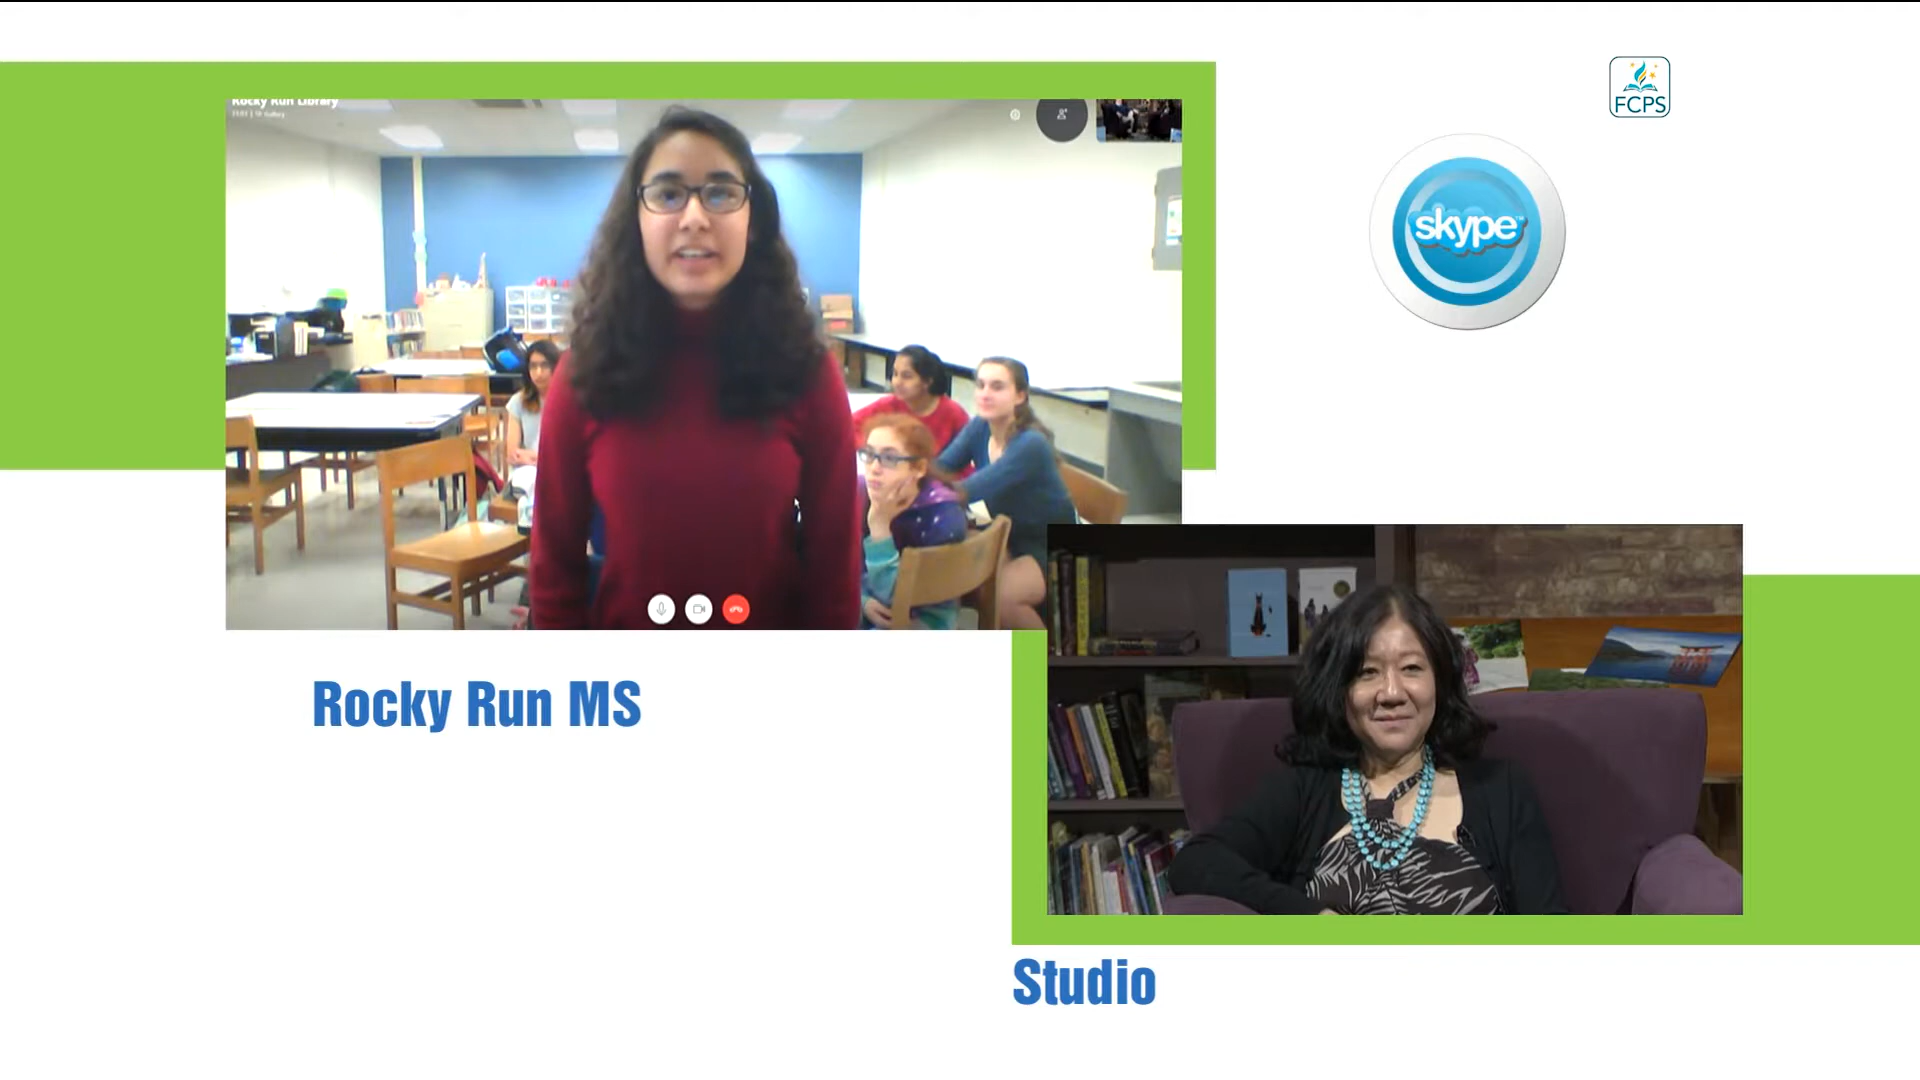 Rocky Run Library
FCPS
skype
Rocky Run MS
Studio